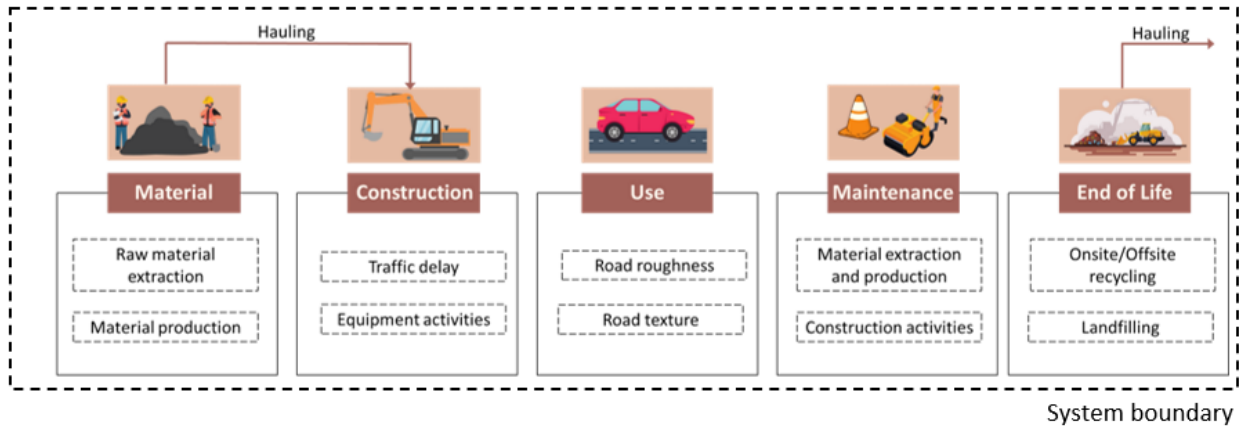 Hauling
Hauling
Material
Construction
Use
Maintenance
End of Life
Raw material
extraction
Material production
Traffic delay
Equipment activities
Road roughness
Road texture
Material extraction
and production
Construction activities
Onsite/Offsite
recycling
Landfilling
System boundary